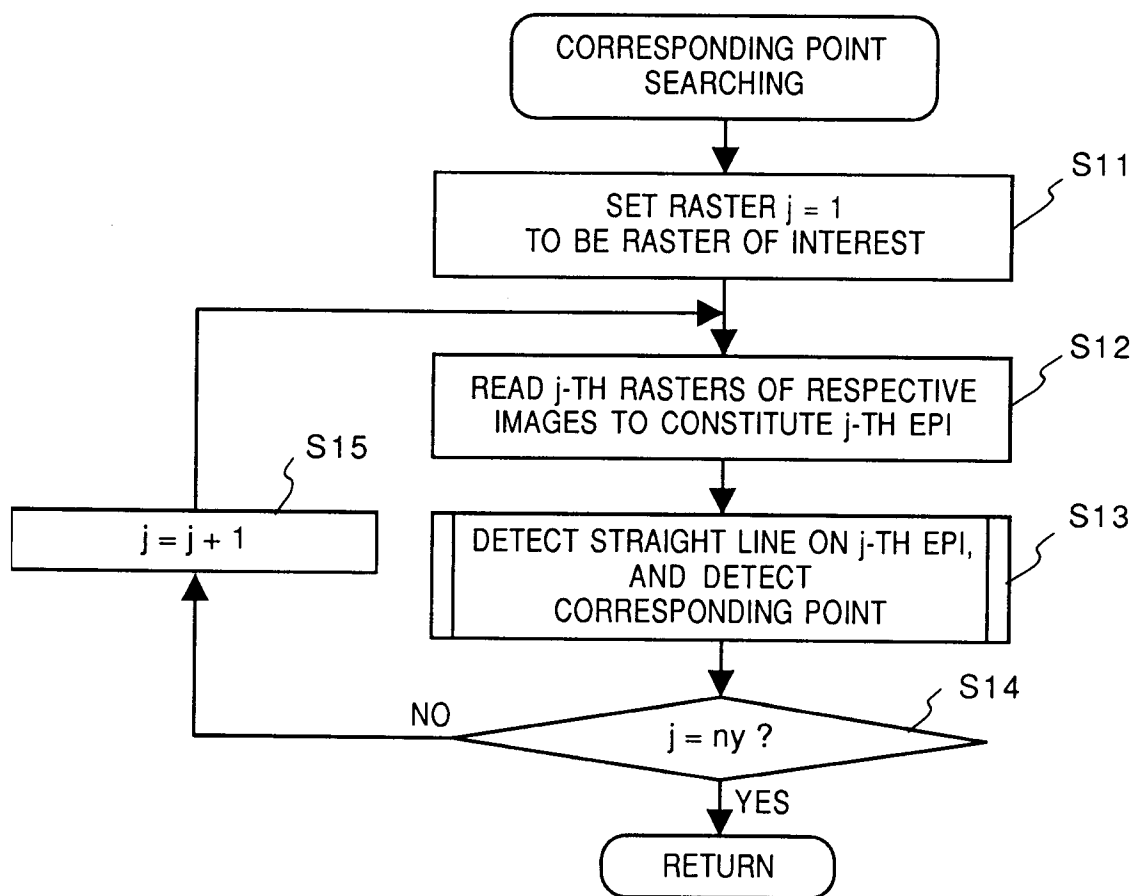 CORRESPONDING POINT
SEARCHING
S11
SET RASTER j = 1
TO BE RASTER OF INTEREST
S12
READ j-TH RASTERS OF RESPECTIVE
IMAGES TO CONSTITUTE j-TH EPI
S15
j = j + 1
S13
DETECT STRAIGHT LINE ON j-TH EPI,
AND DETECT
CORRESPONDING POINT
S14
NO
j = ny ?
YES
RETURN